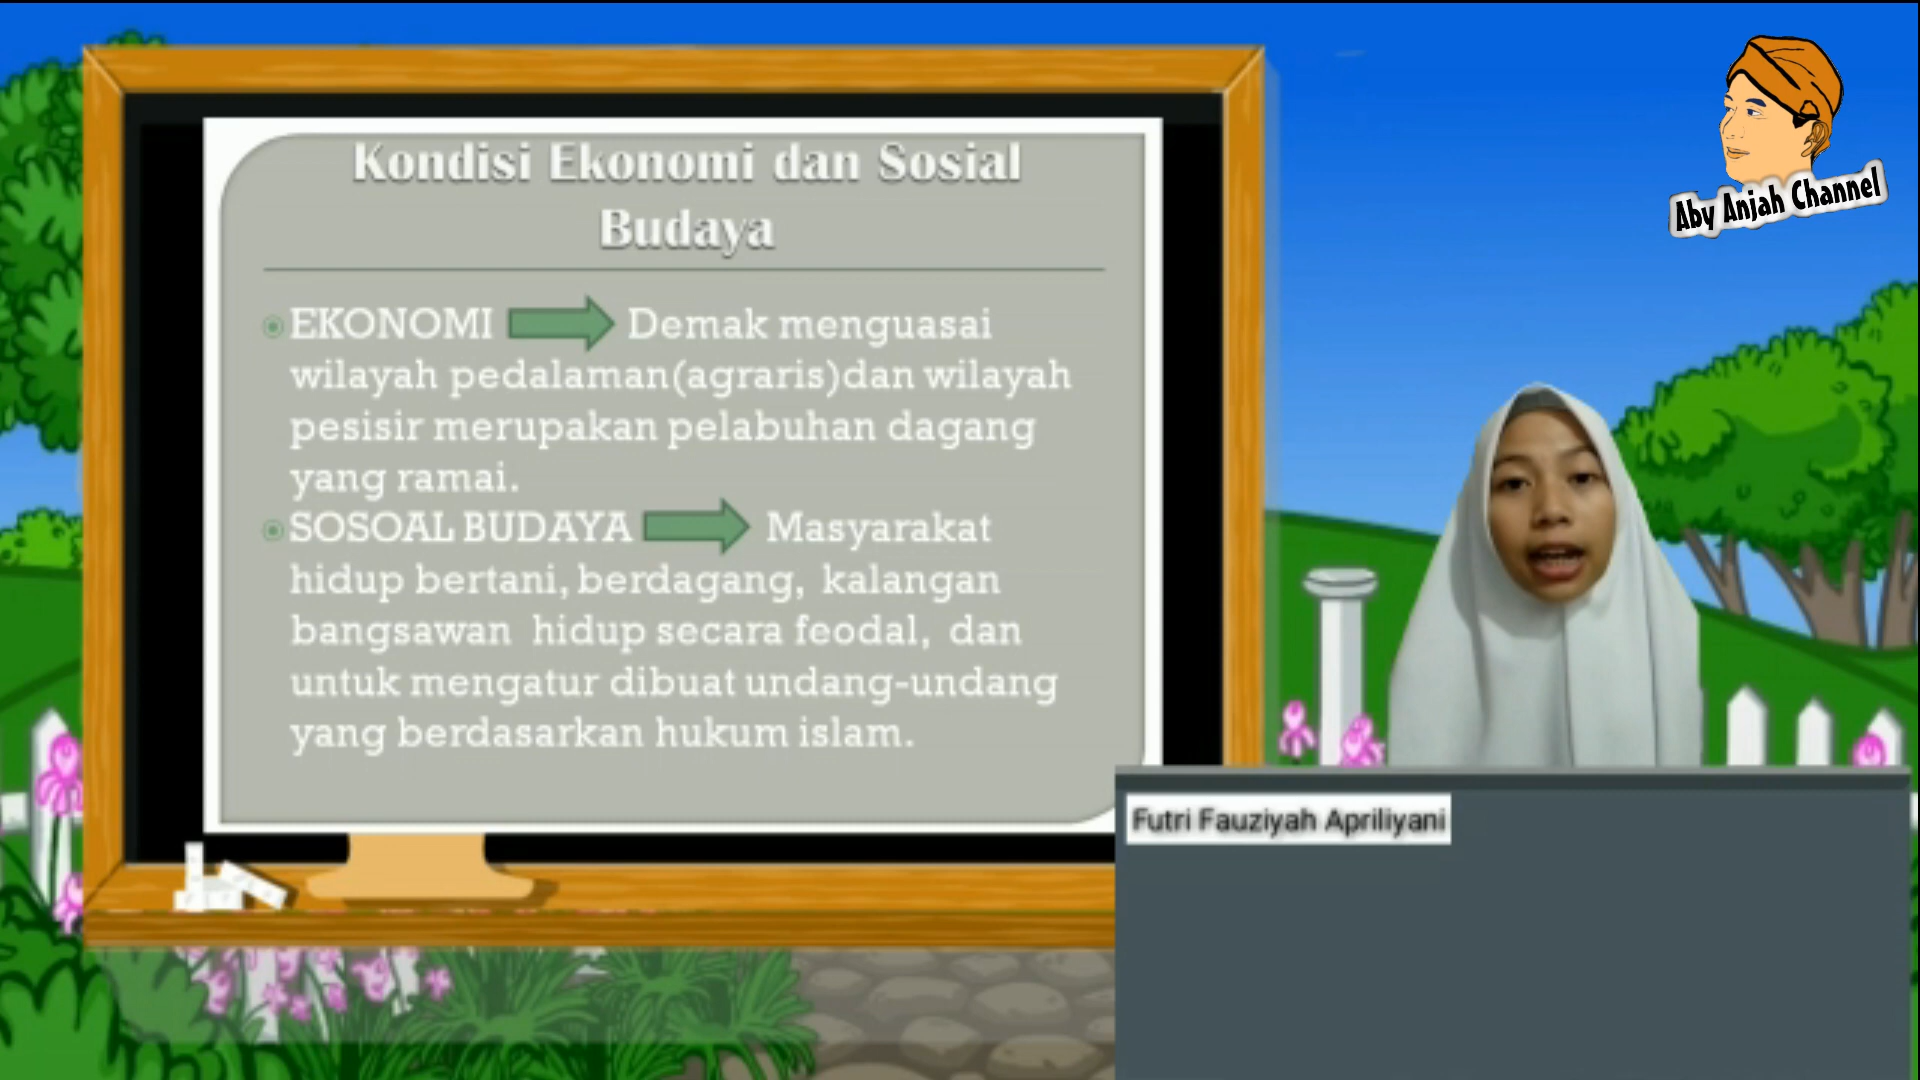 Kondisi Ekonomi dan Sosial
Budaya
EKONOMI Demak menguasai
wilayah pedalaman(agraris)dan wilayah
pesisir merupakan pelabuhan dagang
yang ramai.
SOSOAL BUDAYA Masyarakat
hidup bertani, berdagang, kalangan
bangsawan hidup secara feodal, dan
untuk mengatur dibuat undang-undang
yang berdasarkan hukum islam.
Aby Anjah Channel
Futri Fauziyah Apriliyani